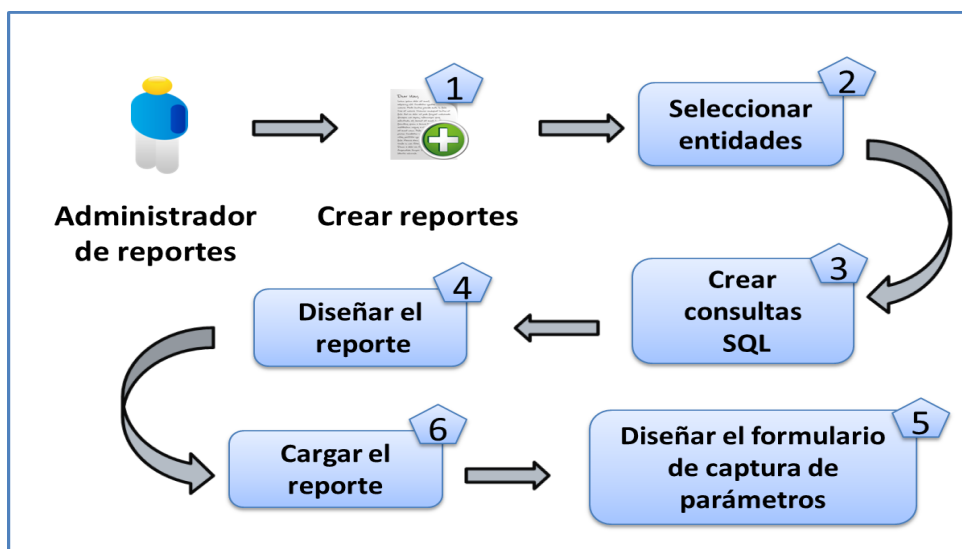 1
2
Seleccionar
entidades
Administrador
de reportes
Crear reportes
3
Crear
consultas
SQL
4
Diseñar el
reporte
6
Cargar el
reporte
5
Diseñar el formulario
de captura de
parámetros